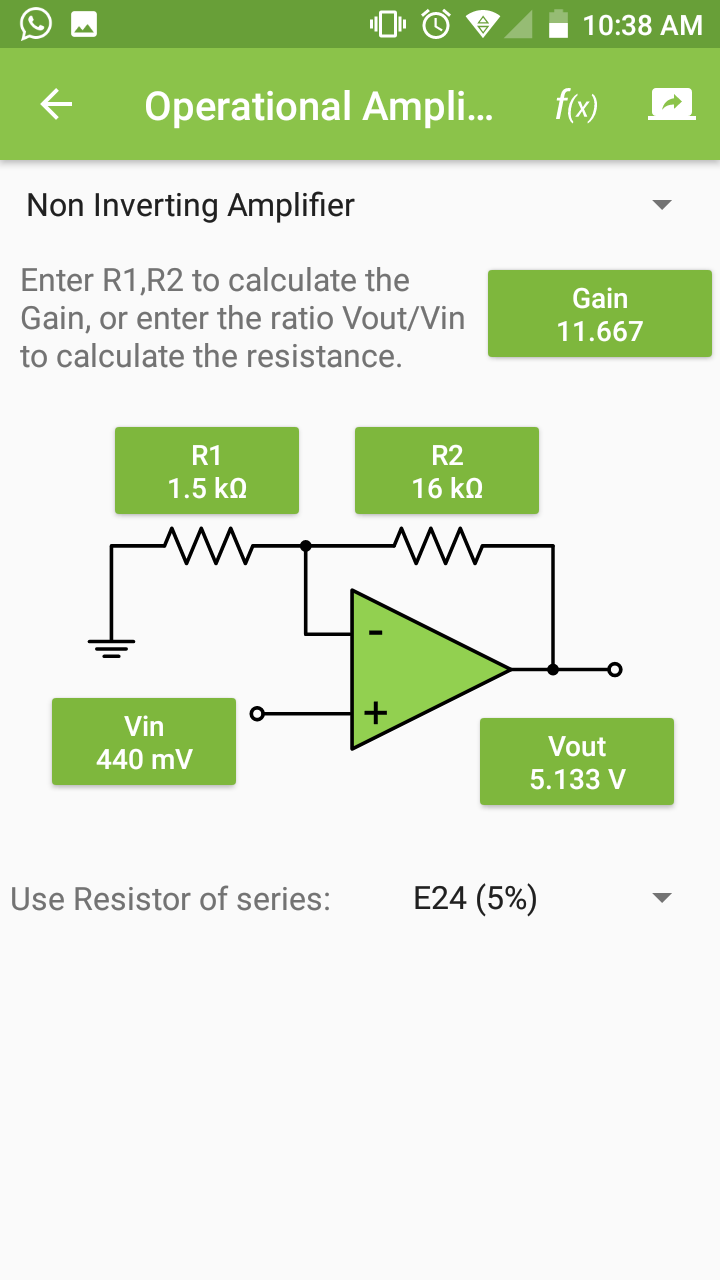 10:38 AM
Operational Ampli...
f(x)
Non Inverting Amplifier
Enter R1,R2 to calculate the
Gain, or enter the ratio Vout/Vin
to calculate the resistance.
Gain
11.667
R1
1.5 kΩ
R2
16 kΩ
-
+
Vin
440 mV
Vout
5.133 V
Use Resistor of series:
E24 (5%)